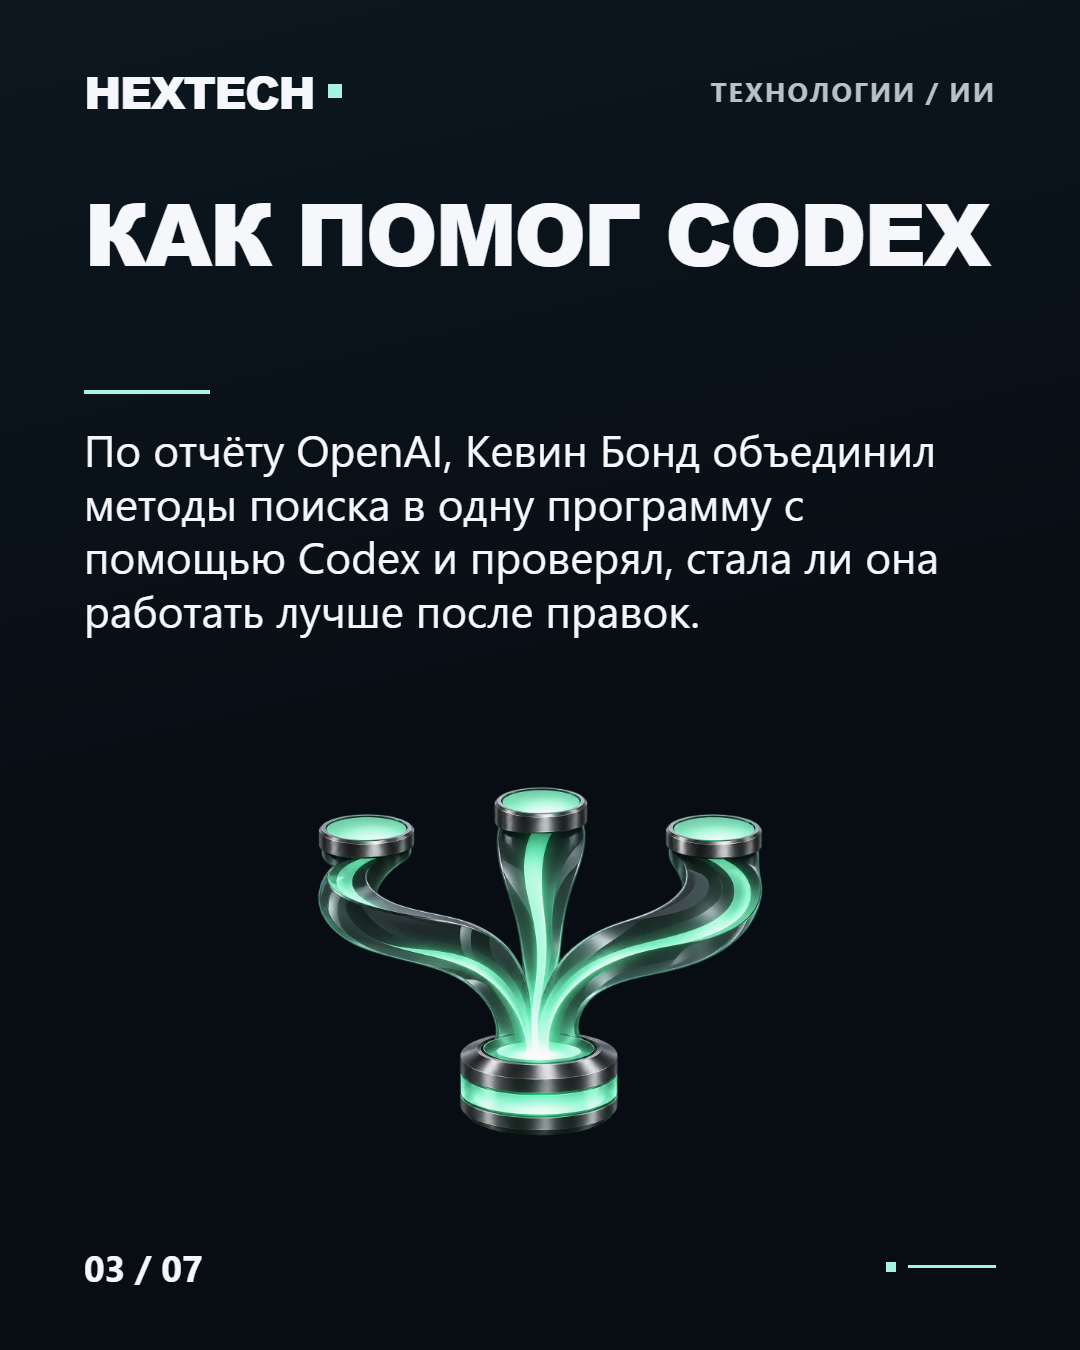 HEXTECH
ТЕХНОЛОГИИ / ИИ
КАК ПОМОГ CODEX
По отчёту OpenAI, Кевин Бонд объединил
методы поиска в одну программу с
помощью Codex и проверял, стала ли она
работать лучше после правок.
03 / 07